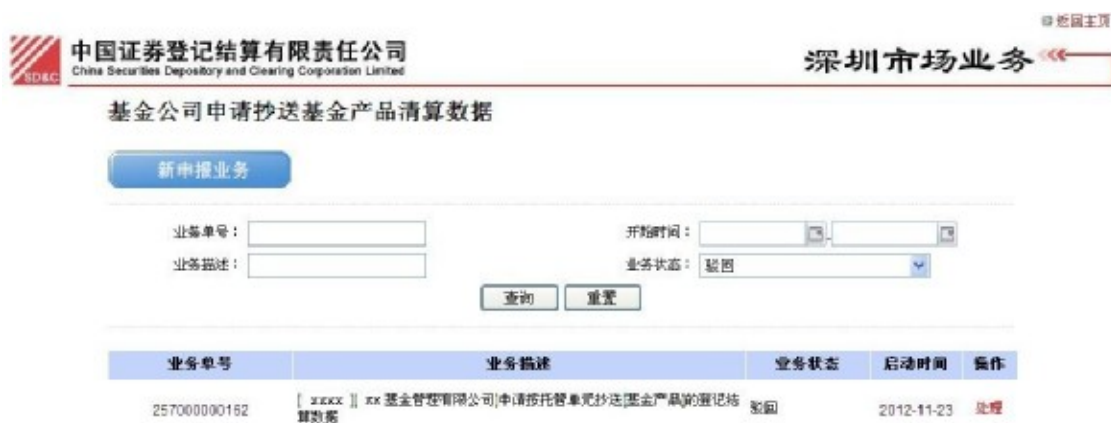 返回主页
SD&C
中国证券登记结算有限责任公司
China Securities Depository and Clearing Corporation Limited
深圳市场业务
基金公司申请抄送基金产品清算数据
新申报业务
业务单号： 开始时间： -
业务描述： 业务状态： 驳回
查询 重置
业务单号 业务描述 业务状态 启动时间 操作
257000000162 [ xxxx ][ xx 基金管理有限公司]申请按托管单元抄送[基金产品]的登记结 驳回 2012-11-23 处理
算数据